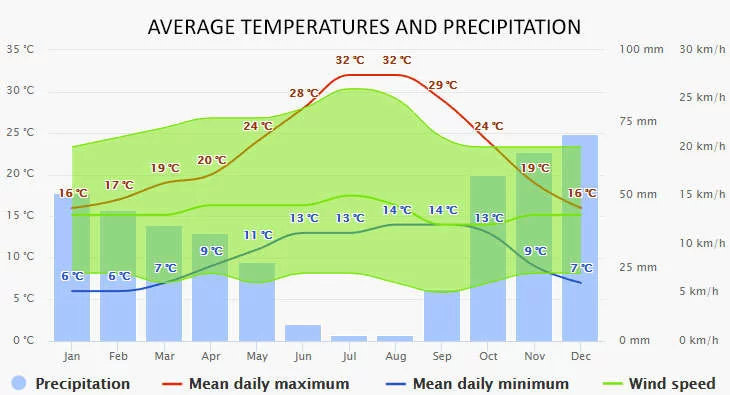 AVERAGE TEMPERATURES AND PRECIPITATION
35 °C 100 mm 30 km/h
32 °C 32 °C
30 °C 28 °C 29 °C 25 km/h
25 °C 24 °C 24 °C 75 mm
20 °C 16 °C 17 °C 19 °C 20 °C 19 °C 16 °C 20 km/h
15 °C 50 mm 15 km/h
11 °C 13 °C 13 °C 14 °C 14 °C 13 °C
10 °C 6 °C 6 °C 7 °C 9 °C 9 °C 7 °C 25 mm 10 km/h
5 °C 5 km/h
0 °C 0 mm 0 km/h
Jan Feb Mar Apr May Jun Jul Aug Sep Oct Nov Dec
Precipitation Mean daily maximum Mean daily minimum Wind speed